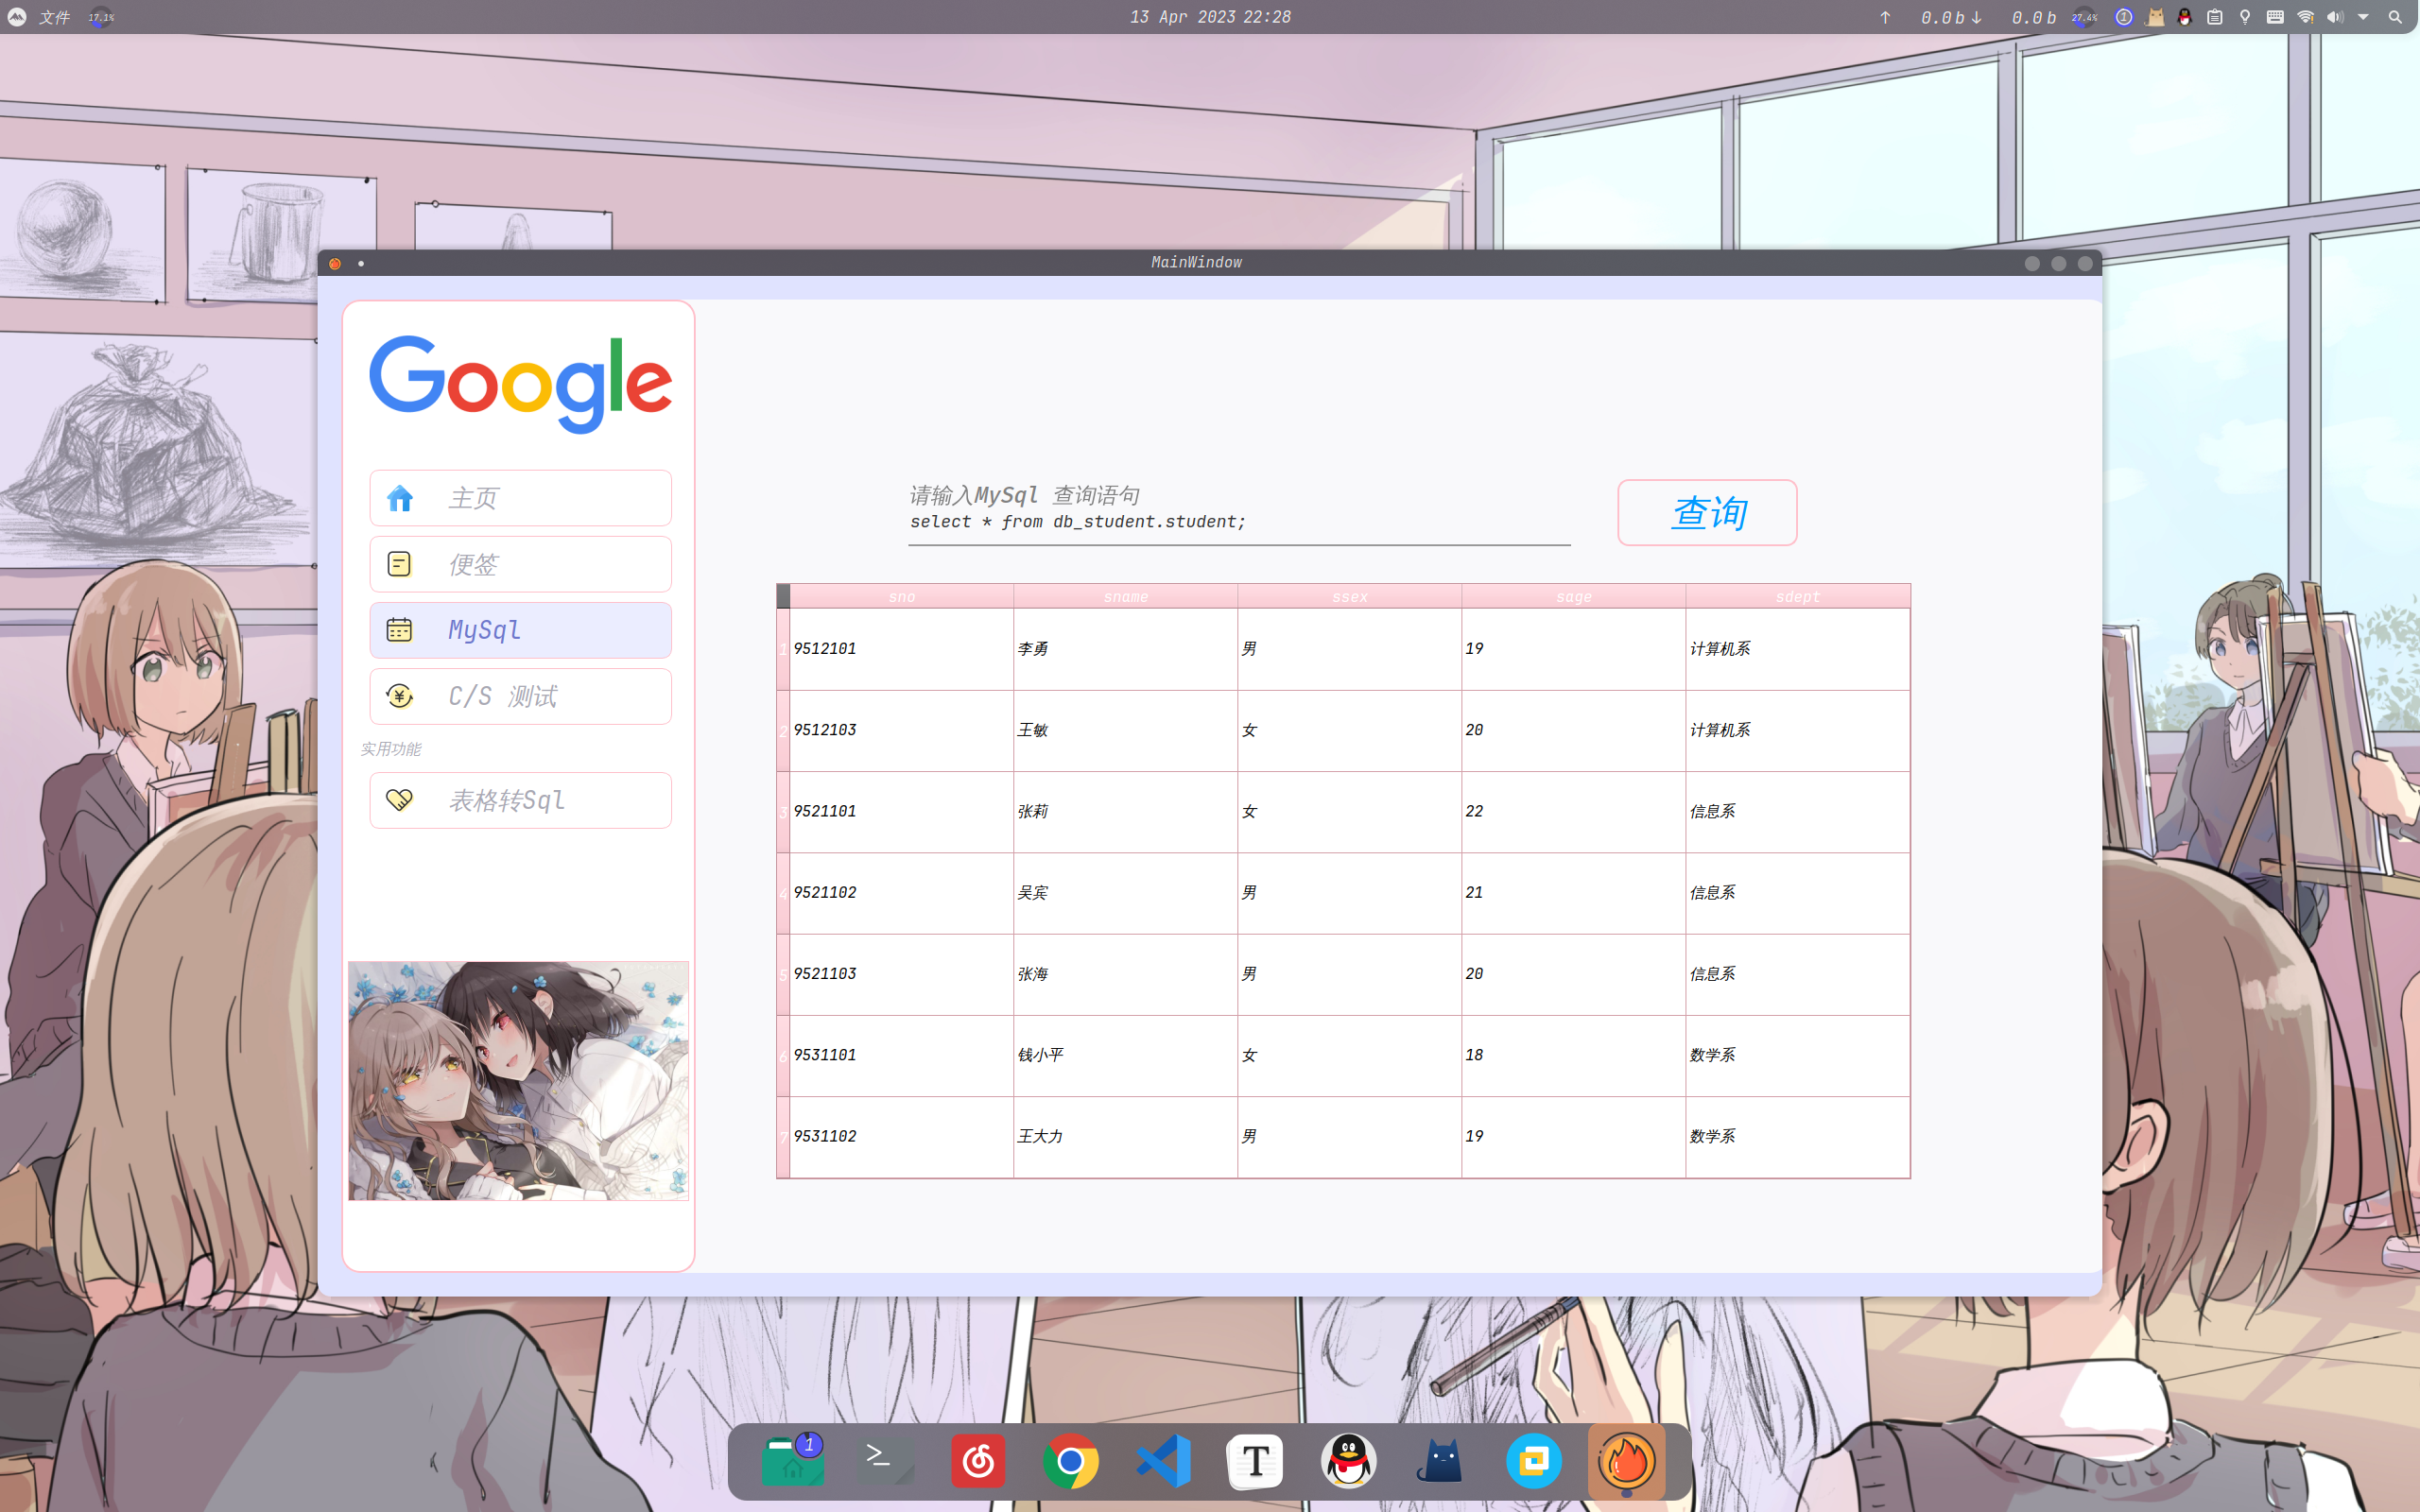 文件 17.1% 13 Apr 2023 22:28 ↑ 0.0 b ↓ 0.0 b 27.4% 1
MainWindow
Google
主页
便签
MySql
C/S 测试
实用功能
表格转Sql
请输入MySql 查询语句
select * from db_student.student;
查询
sno sname ssex sage sdept
1 9512101 李勇 男 19 计算机系
2 9512103 王敏 女 20 计算机系
3 9521101 张莉 女 22 信息系
4 9521102 吴宾 男 21 信息系
5 9521103 张海 男 20 信息系
6 9531101 钱小平 女 18 数学系
7 9531102 王大力 男 19 数学系
1
T